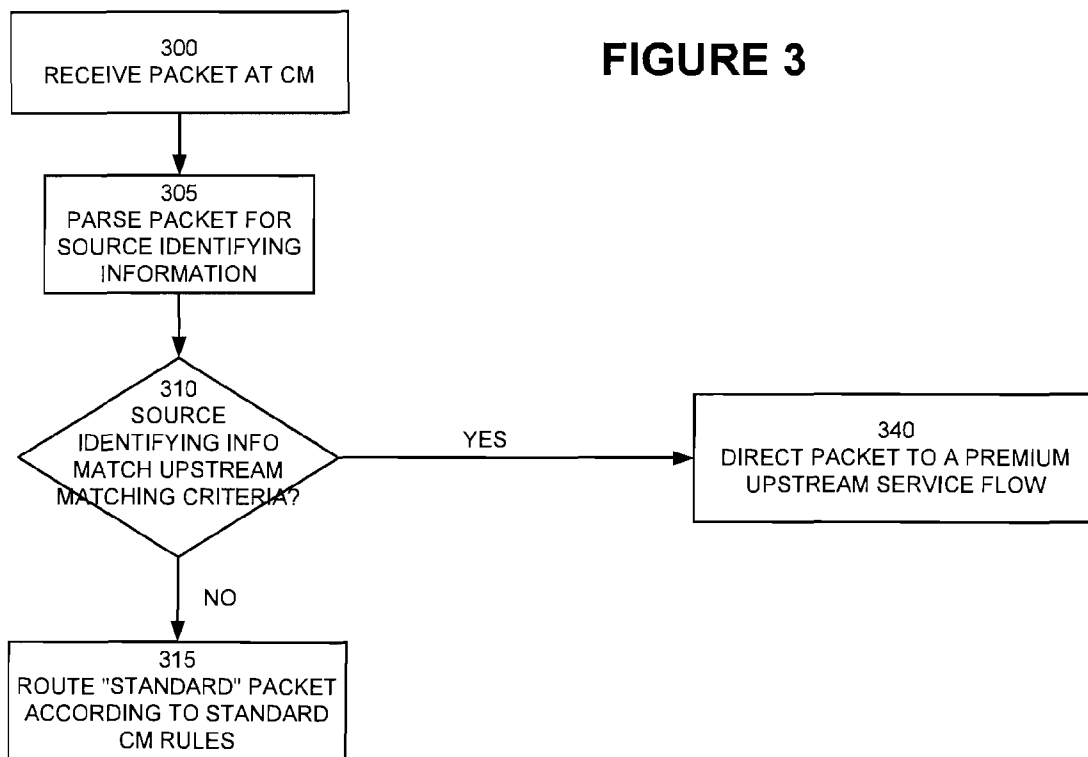 300
RECEIVE PACKET AT CM
FIGURE 3
305
PARSE PACKET FOR
SOURCE IDENTIFYING
INFORMATION
310
SOURCE
IDENTIFYING INFO
MATCH UPSTREAM
MATCHING CRITERIA?
YES
340
DIRECT PACKET TO A PREMIUM
UPSTREAM SERVICE FLOW
NO
315
ROUTE "STANDARD" PACKET
ACCORDING TO STANDARD
CM RULES